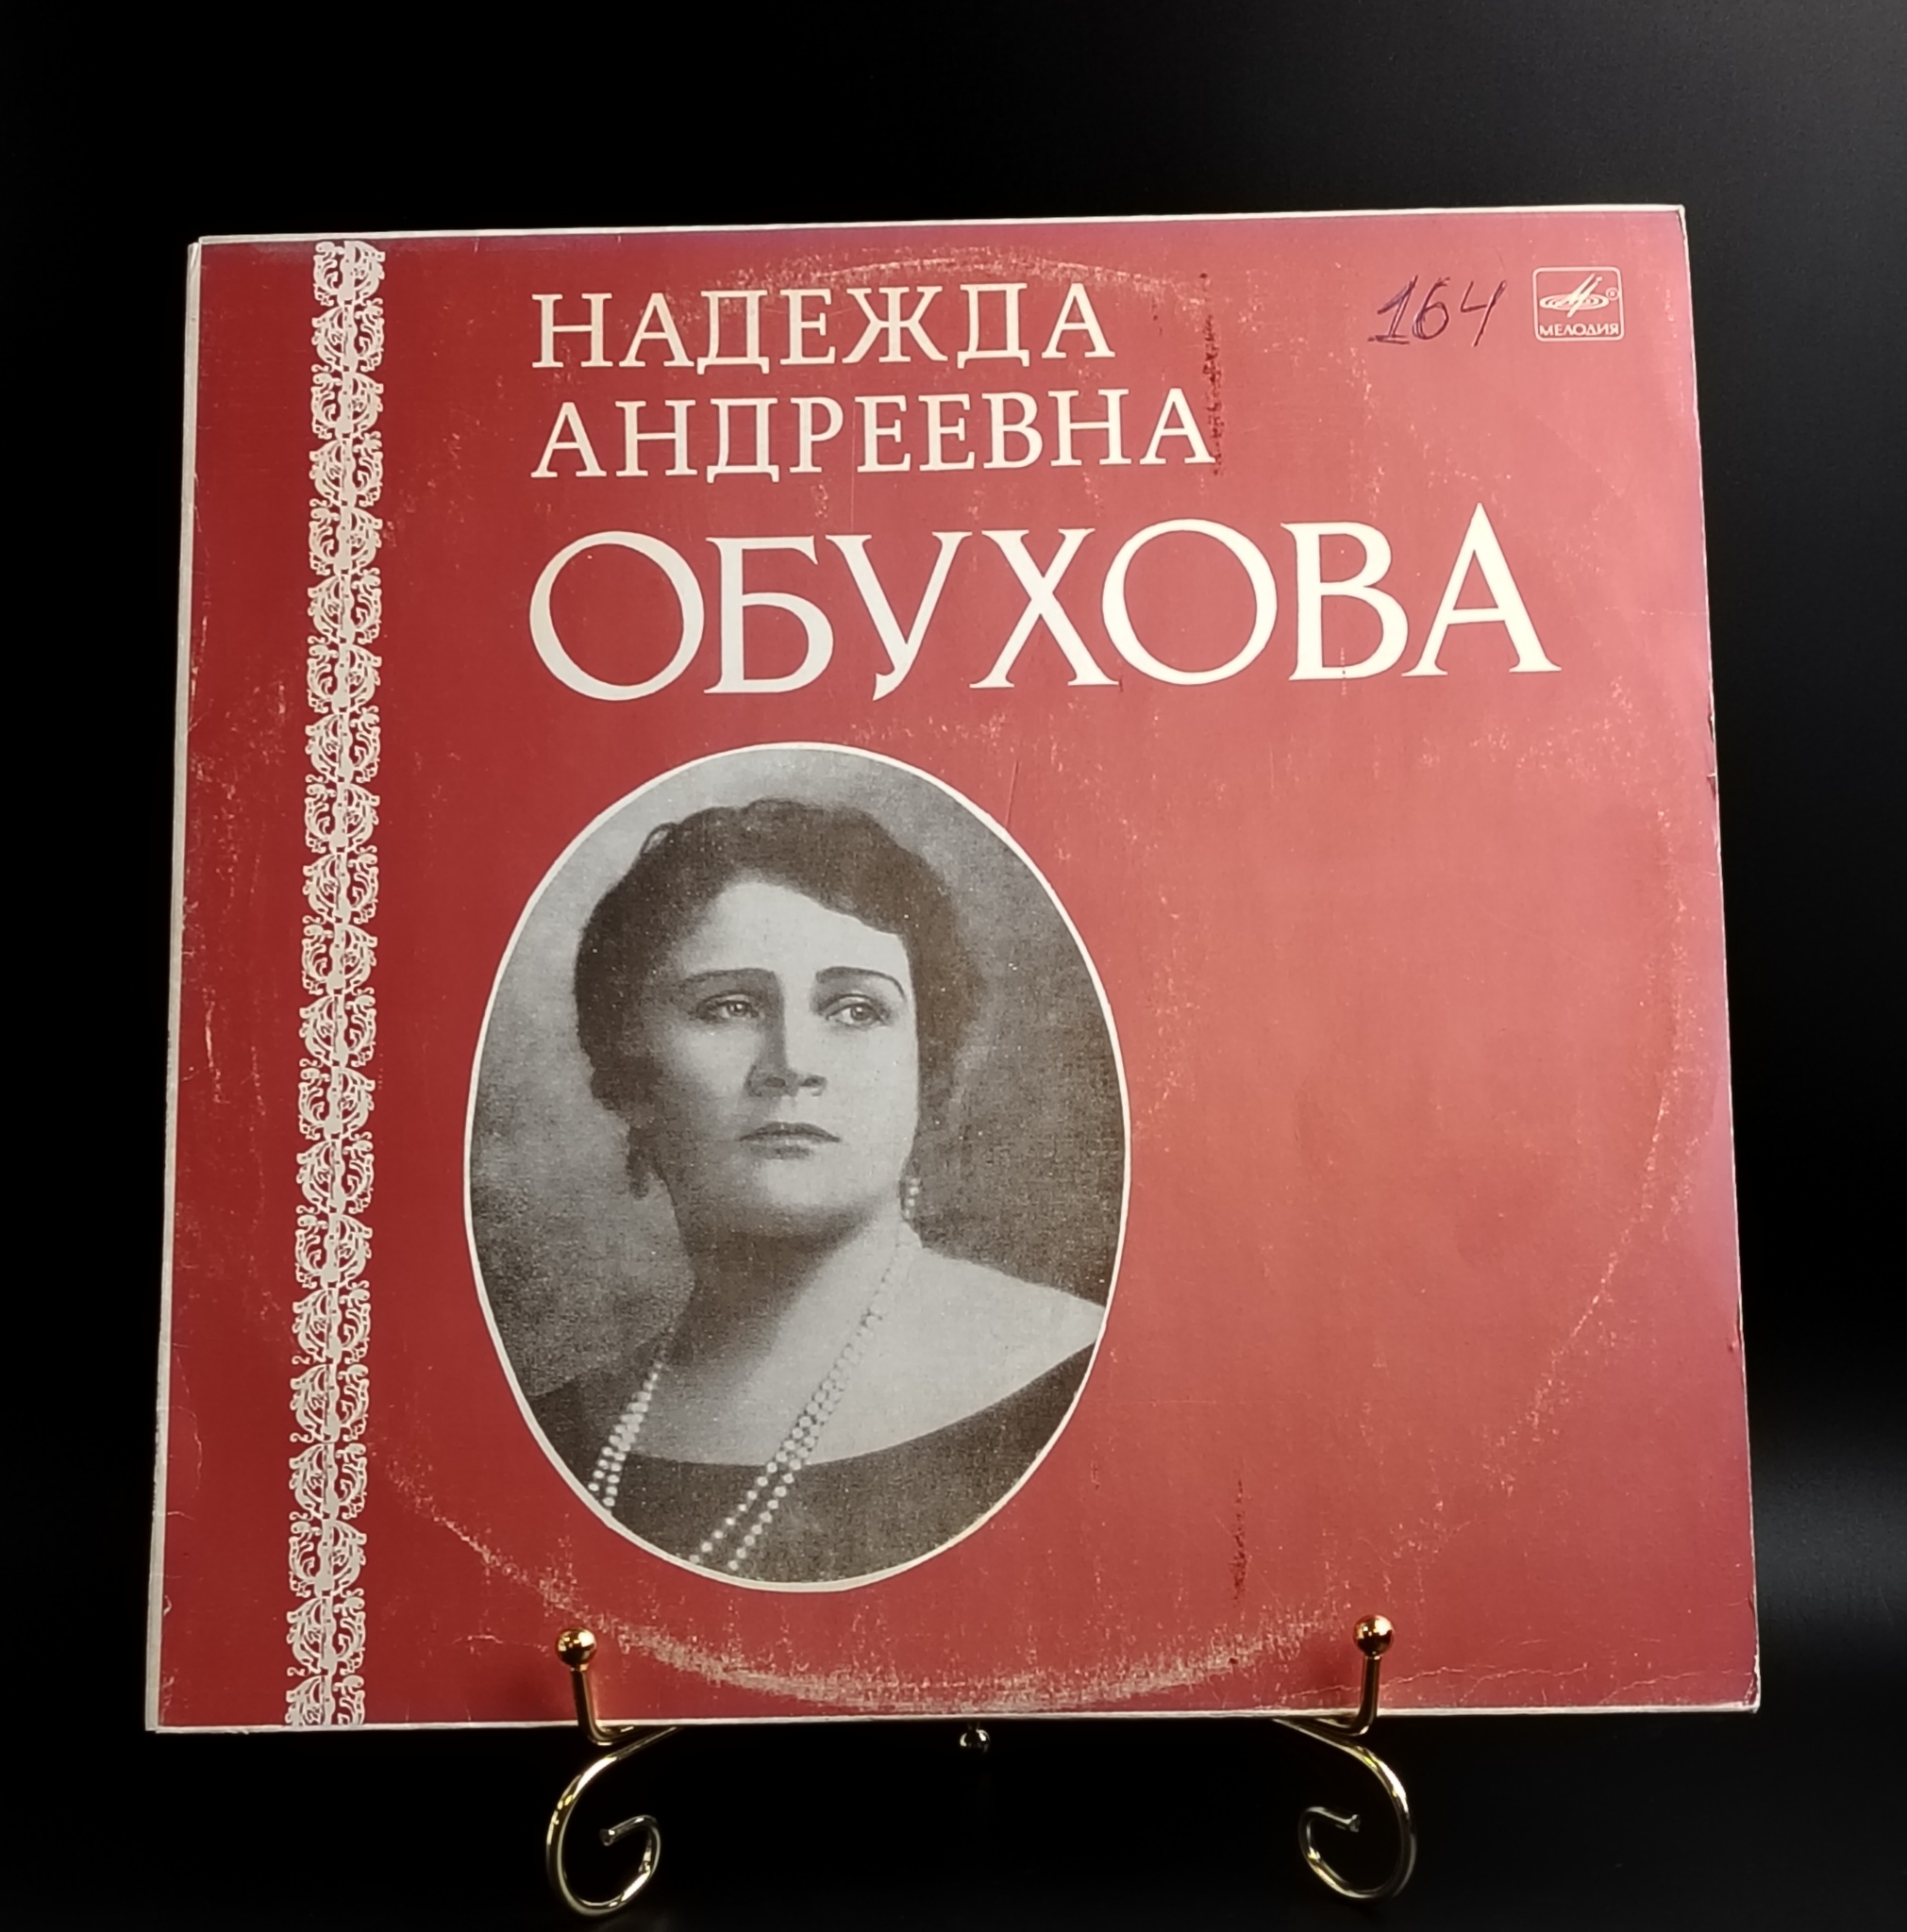 НАДЕЖДА
164
МЕЛОДИЯ
АНДРЕЕВНА
ОБУХОВА